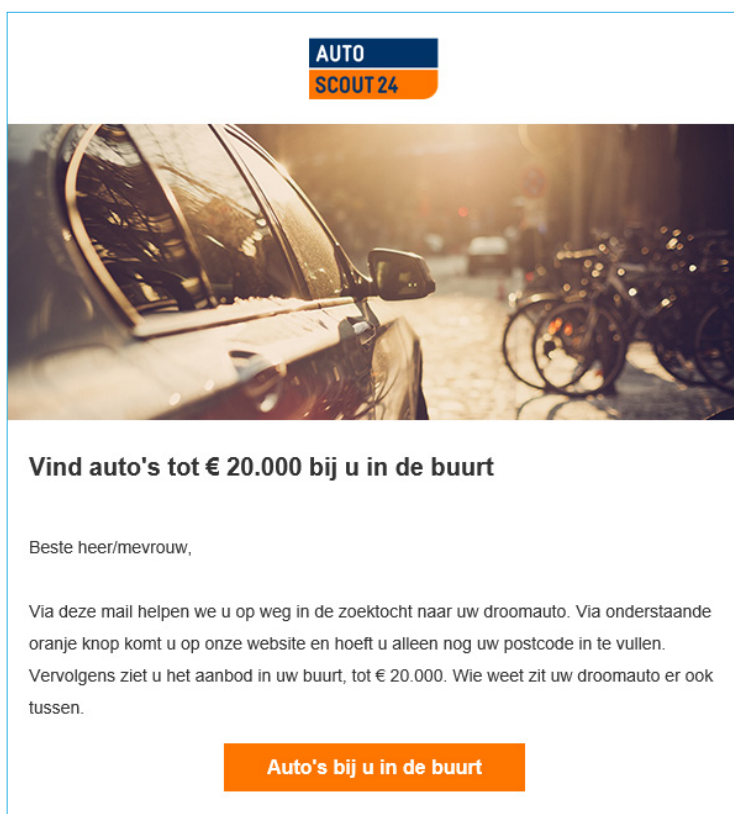 AUTO
SCOUT 24
Vind auto's tot € 20.000 bij u in de buurt
Beste heer/mevrouw,
Via deze mail helpen we u op weg in de zoektocht naar uw droomauto. Via onderstaande
oranje knop komt u op onze website en hoeft u alleen nog uw postcode in te vullen.
Vervolgens ziet u het aanbod in uw buurt, tot € 20.000. Wie weet zit uw droomauto er ook
tussen.
Auto's bij u in de buurt